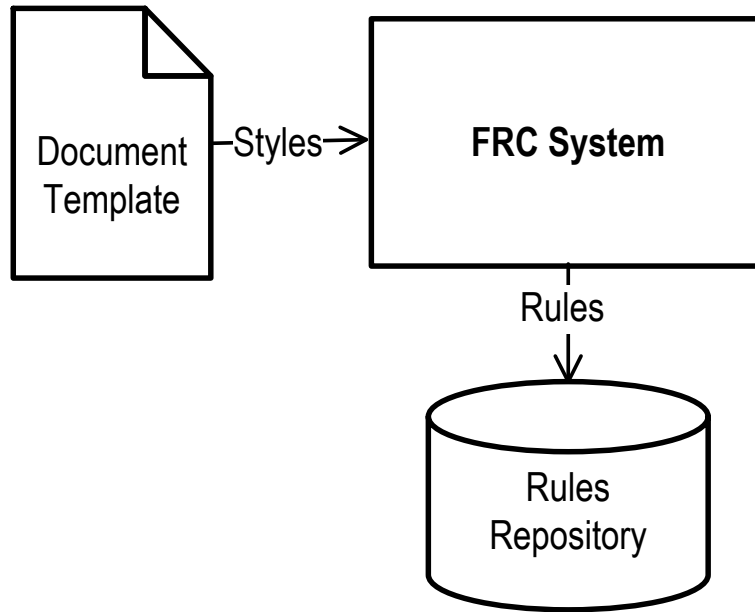 Document
Template
Styles
FRC System
Rules
Rules
Repository